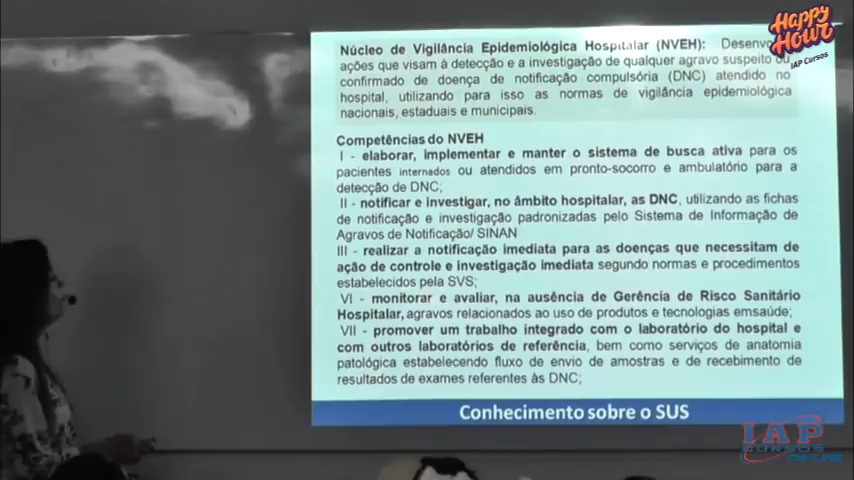 Núcleo de Vigilância Epidemiológica Hospitalar (NVEH): Desenvo
ações que visam à detecção e a investigação de qualquer agravo suspeito ou
confirmado de doença de notificação compulsória (DNC) atendido no
hospital, utilizando para isso as normas de vigilância epidemiológica
nacionais, estaduais e municipais.
Competências do NVEH
I - elaborar, implementar e manter o sistema de busca ativa para os
pacientes internados ou atendidos em pronto-socorro e ambulatório para a
detecção de DNC;
II - notificar e investigar, no âmbito hospitalar, as DNC, utilizando as fichas
de notificação e investigação padronizadas pelo Sistema de Informação de
Agravos de Notificação/ SINAN
III - realizar a notificação imediata para as doenças que necessitam de
ação de controle e investigação imediata segundo normas e procedimentos
estabelecidos pela SVS;
VI - monitorar e avaliar, na ausência de Gerência de Risco Sanitário
Hospitalar, agravos relacionados ao uso de produtos e tecnologias emsaúde;
VII - promover um trabalho integrado com o laboratório do hospital e
com outros laboratórios de referência, bem como serviços de anatomia
patológica estabelecendo fluxo de envio de amostras e de recebimento de
resultados de exames referentes às DNC;
Conhecimento sobre o SUS
HAPPY
HOUR
IAP Cursos
IAP
CURSOS
ON-LINE